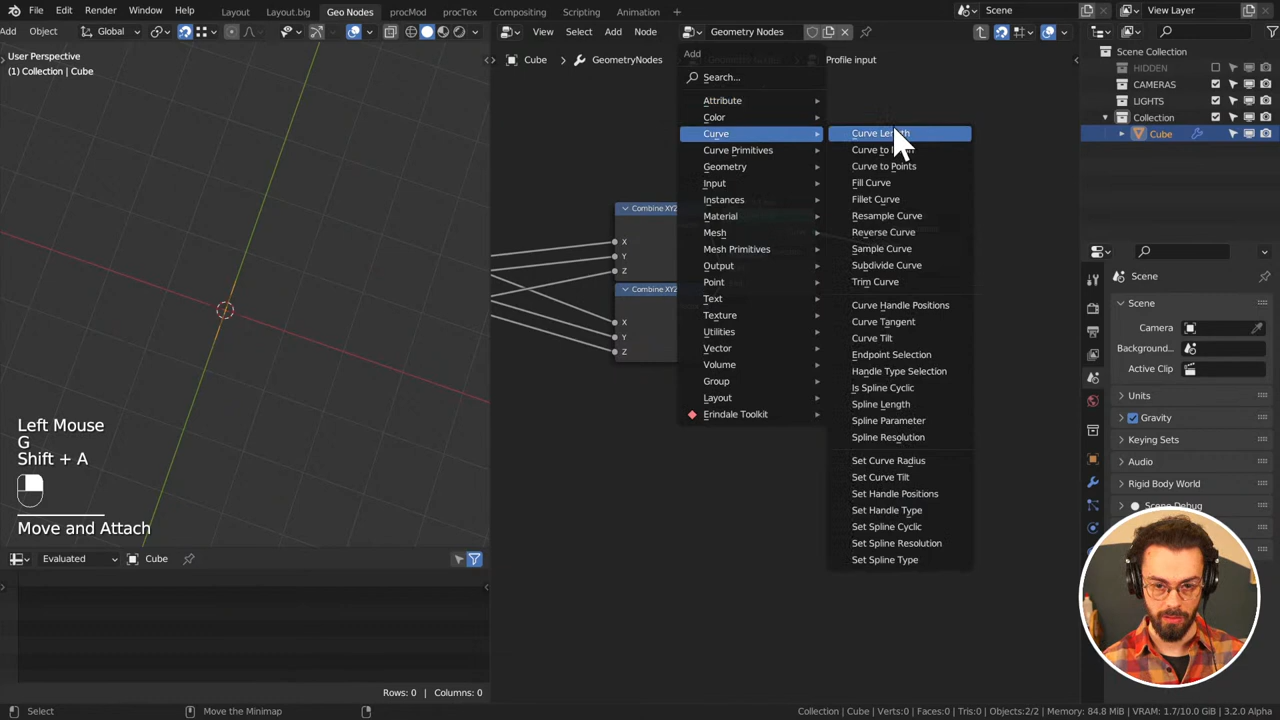 File Edit Render Window Help Layout Layout.big Geo Nodes procMod procTex Compositing Scripting Animation + Scene View Layer
Add Object Global View Select Add Node Geometry Nodes
User Perspective
(1) Collection | Cube
Cube GeometryNodes Profile input
Scene Collection
HIDDEN
CAMERAS
LIGHTS
Collection
Cube
Add
Search...
Attribute
Color
Curve
Curve Primitives
Geometry
Input
Instances
Material
Mesh
Mesh Primitives
Output
Point
Text
Texture
Utilities
Vector
Volume
Group
Layout
Erindale Toolkit
Curve Length
Curve to
Curve to Points
Fill Curve
Fillet Curve
Resample Curve
Reverse Curve
Sample Curve
Subdivide Curve
Trim Curve
Curve Handle Positions
Curve Tangent
Curve Tilt
Endpoint Selection
Handle Type Selection
Is Spline Cyclic
Spline Length
Spline Parameter
Spline Resolution
Set Curve Radius
Set Curve Tilt
Set Handle Positions
Set Handle Type
Set Spline Cyclic
Set Spline Resolution
Set Spline Type
Combine XYZ
X
Y
Z
Combine XYZ
X
Y
Z
Scene
Scene
Camera
Background...
Active Clip
Units
Gravity
Keying Sets
Audio
Rigid Body World
Scene Debug
Left Mouse
G
Shift + A
Move and Attach
Evaluated Cube
Rows: 0 | Columns: 0
Select Move the Minimap Collection | Cube | Verts:0 | Faces:0 | Tris:0 | Objects:2/2 | Memory: 84.8 MiB | VRAM: 1.7/10.0 GiB | 3.2.0 Alpha